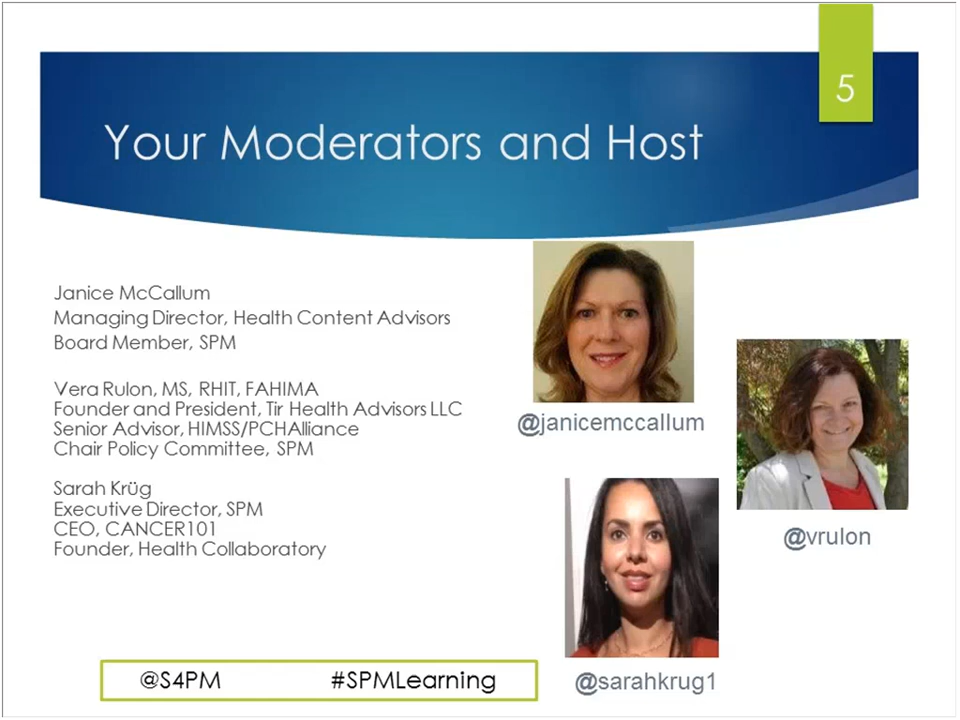 5
Your Moderators and Host
Janice McCallum
Managing Director, Health Content Advisors
Board Member, SPM
Vera Rulon, MS, RHIT, FAHIMA
Founder and President, Tir Health Advisors LLC
Senior Advisor, HIMSS/PCHAlliance
Chair Policy Committee, SPM
Sarah Krüg
Executive Director, SPM
CEO, CANCER101
Founder, Health Collaboratory
@janicemccallum
@vrulon
@sarahkrug1
@S4PM #SPMLearning